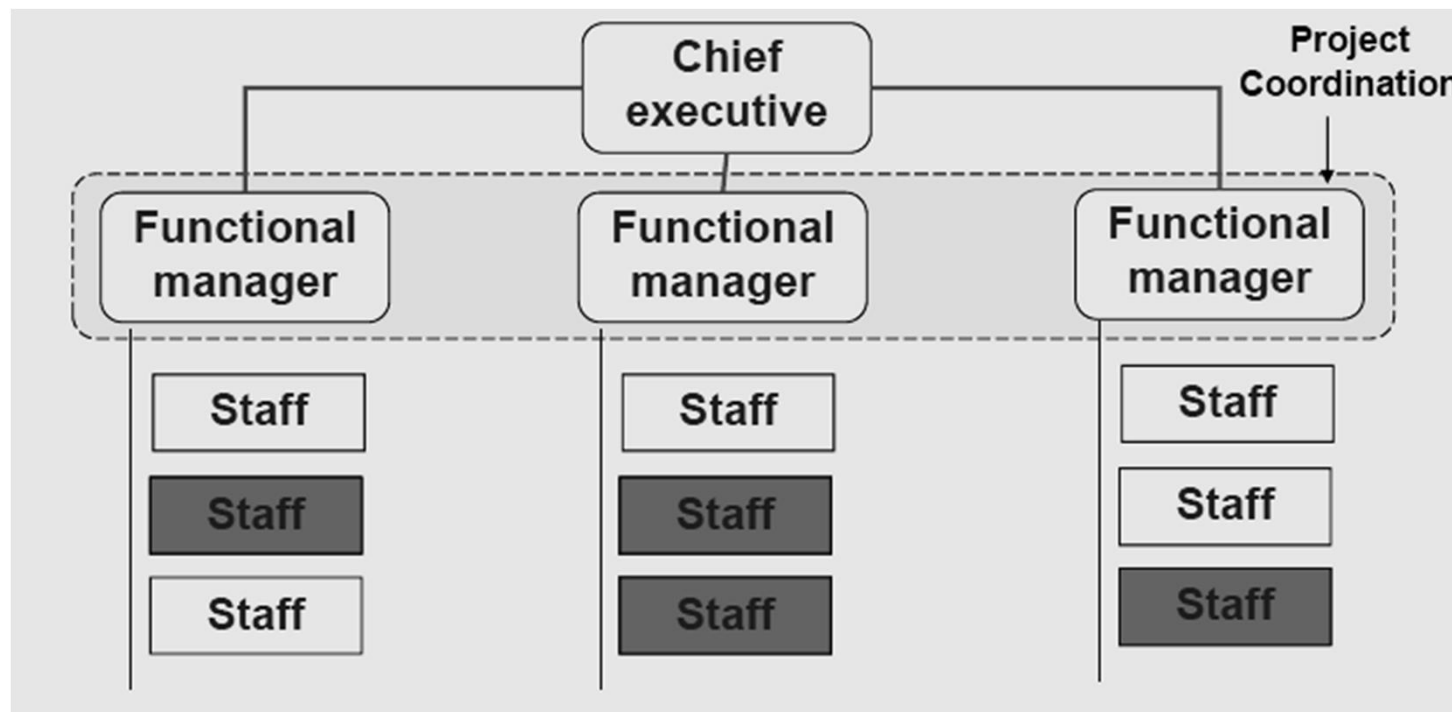 Chief
executive
Project
Coordination
Functional
manager
Functional
manager
Functional
manager
Staff
Staff
Staff
Staff
Staff
Staff
Staff
Staff
Staff